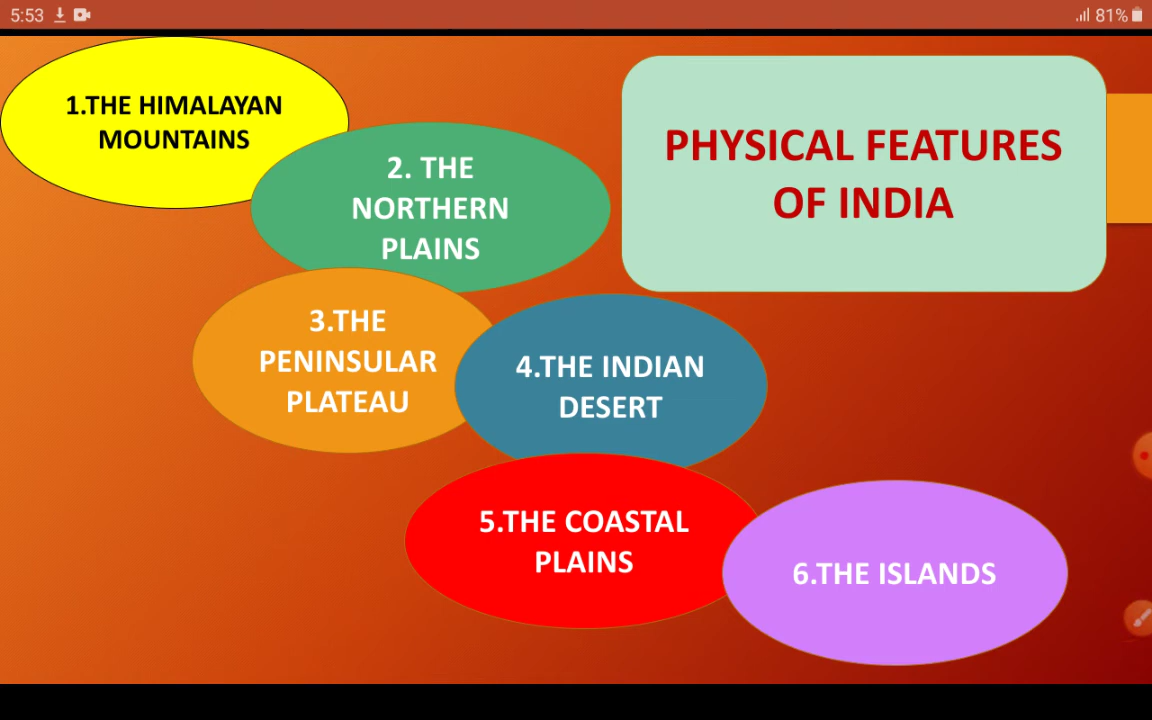 5:53
81%
1.THE HIMALAYAN
MOUNTAINS
PHYSICAL FEATURES
OF INDIA
2. THE
NORTHERN
PLAINS
3.THE
PENINSULAR
PLATEAU
4.THE INDIAN
DESERT
5.THE COASTAL
PLAINS
6.THE ISLANDS